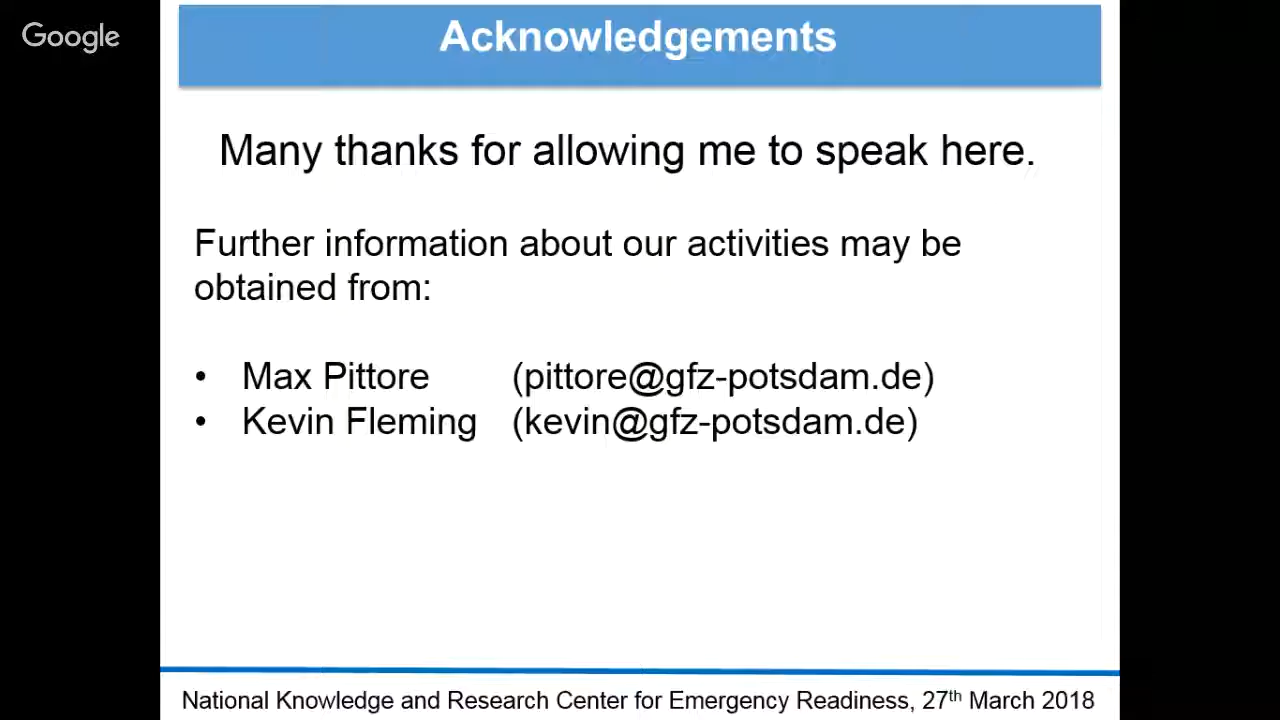 Google
Acknowledgements
Many thanks for allowing me to speak here.
Further information about our activities may be
obtained from:
• Max Pittore (pittore@gfz-potsdam.de)
• Kevin Fleming (kevin@gfz-potsdam.de)
National Knowledge and Research Center for Emergency Readiness, 27th March 2018